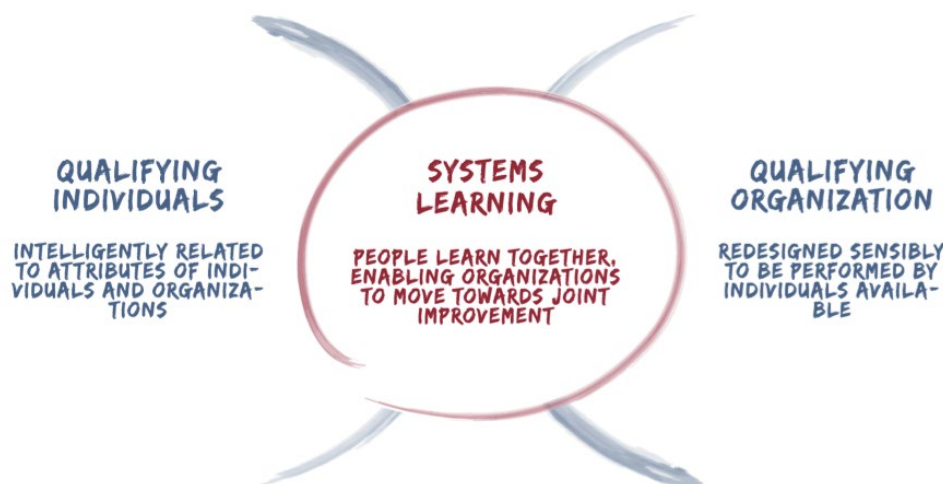 QUALIFYING
INDIVIDUALS
INTELLIGENTLY RELATED
TO ATTRIBUTES OF INDI-
VIDUALS AND ORGANIZA-
TIONS
SYSTEMS
LEARNING
PEOPLE LEARN TOGETHER,
ENABLING ORGANIZATIONS
TO MOVE TOWARDS JOINT
IMPROVEMENT
QUALIFYING
ORGANIZATION
REDESIGNED SENSIBLY
TO BE PERFORMED BY
INDIVIDUALS AVAILA-
BLE